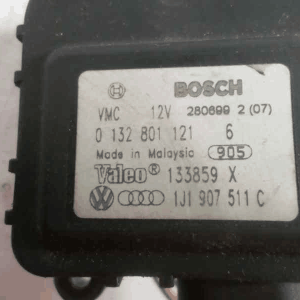 BOSCH
VMC 12V 280699 2 (07)
0 132 801 121 6
Made in Malaysia 905
Valeo® 133859 X
1J1 907 511 C